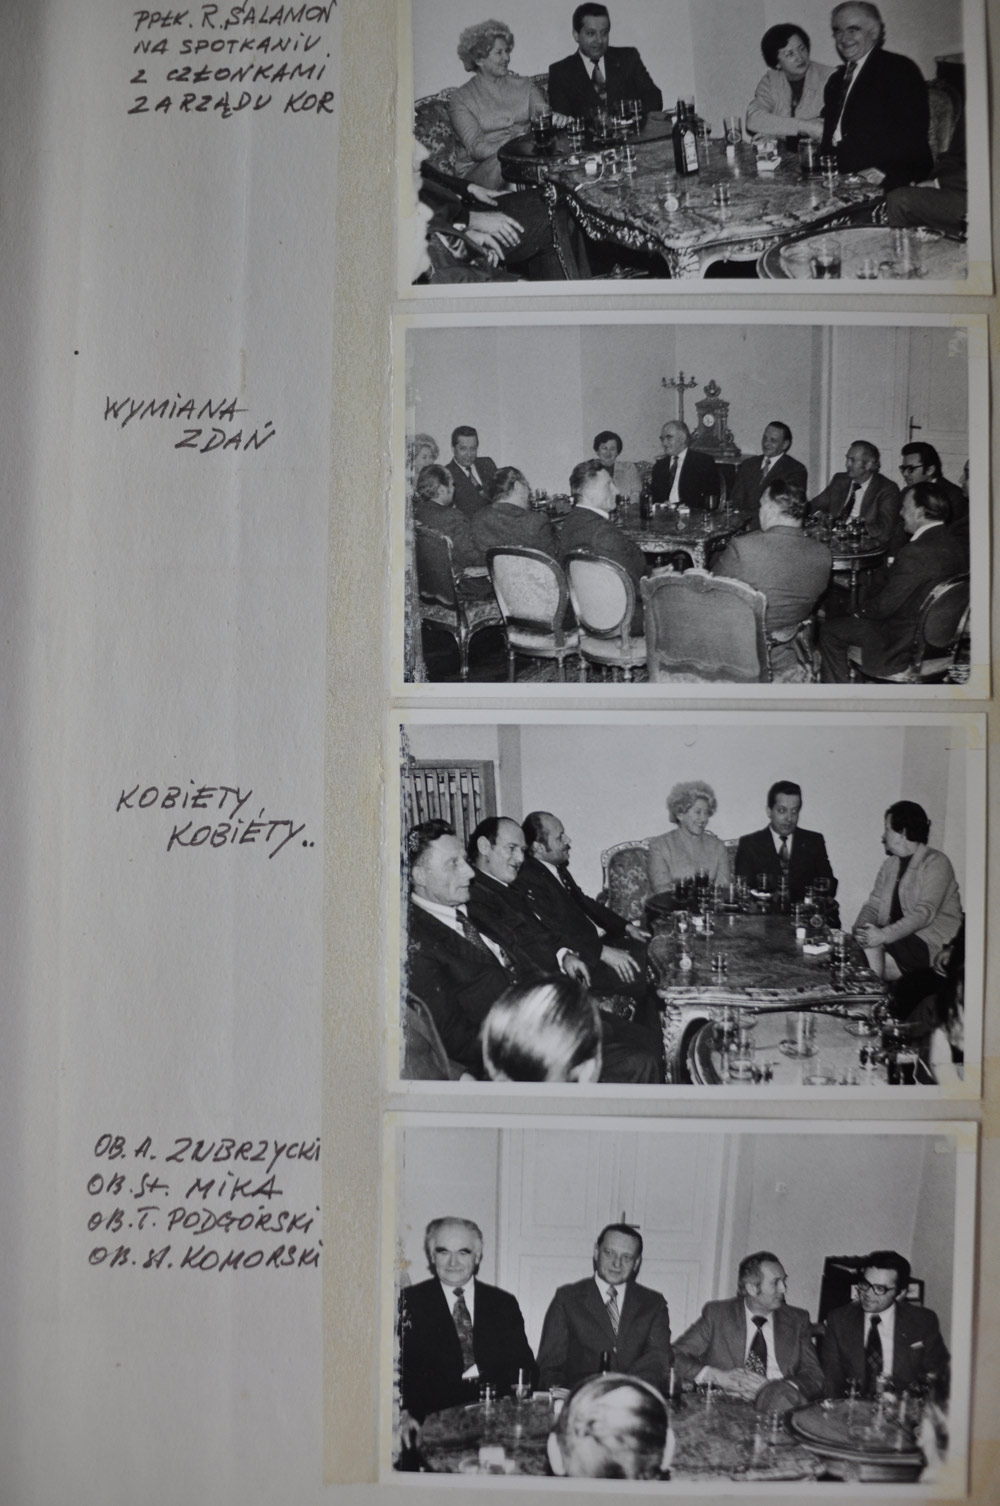 PPŁK. R. SALAMON
NA SPOTKANIU
Z CZŁONKAMI
ZARZĄDU KOR
WYMIANA
ZDAŃ
KOBIETY,
KOBIETY..
OB. A. ZUBRZYCKI
OB. St. MIKA
OB. T. PODGÓRSKI
OB. St. KOMORSKI